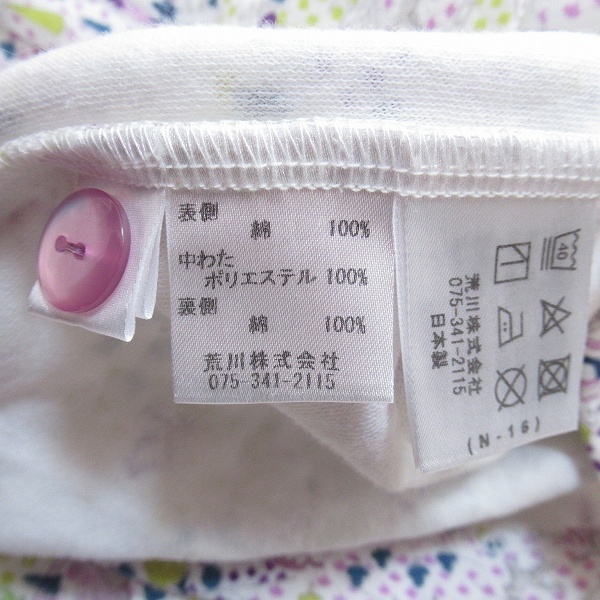 表側
綿 100%
中わた
ポリエステル 100%
裏側
綿 100%
荒川株式会社
075-341-2115
40
荒川株式会社
075-341-2115
日本製
(N-16)